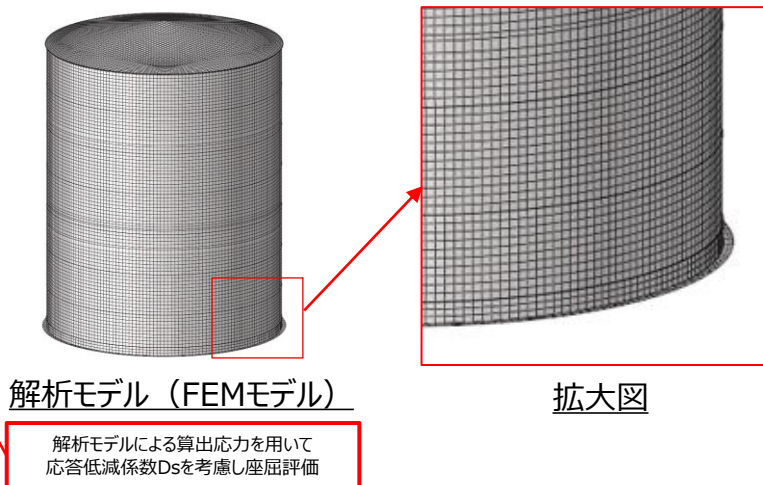 解析モデル（FEMモデル）
拡大図
解析モデルによる算出応力を用いて
応答低減係数Dsを考慮し座屈評価